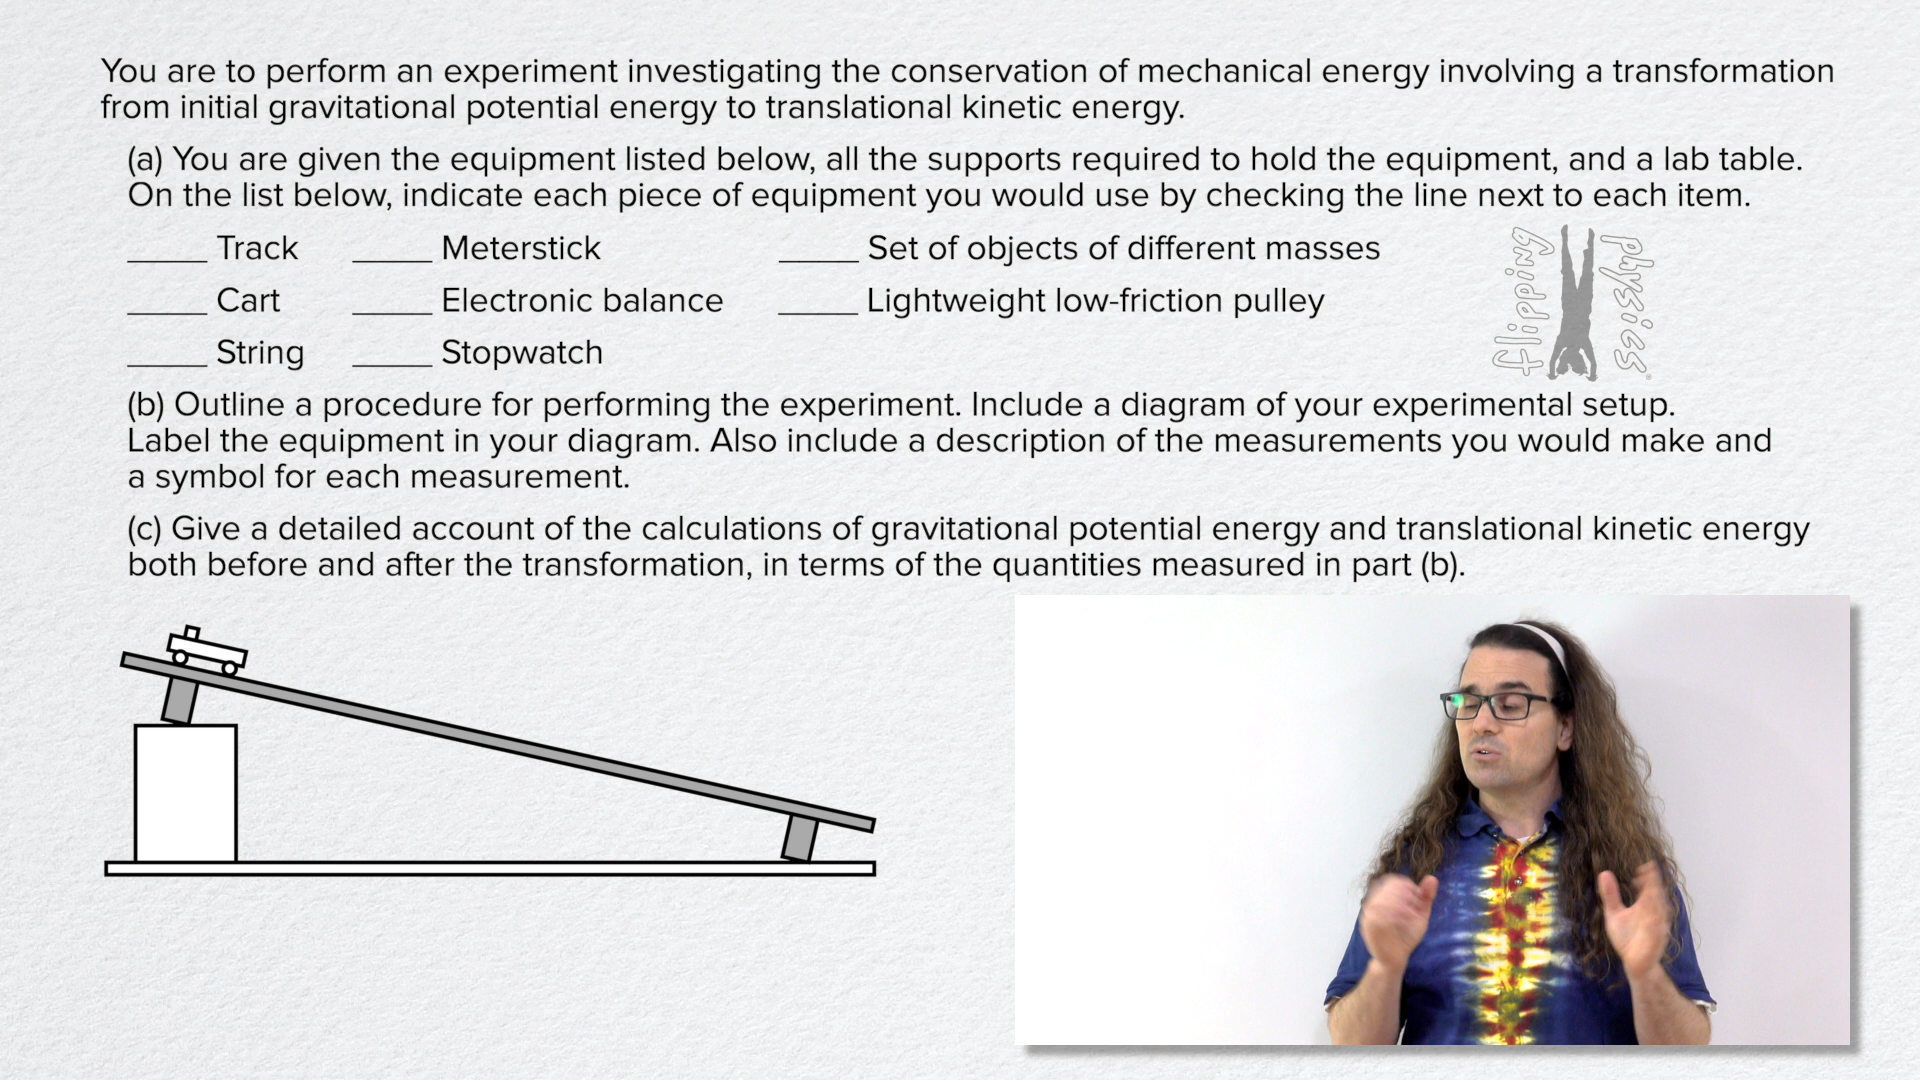 You are to perform an experiment investigating the conservation of mechanical energy involving a transformation
from initial gravitational potential energy to translational kinetic energy.
(a) You are given the equipment listed below, all the supports required to hold the equipment, and a lab table.
On the list below, indicate each piece of equipment you would use by checking the line next to each item.
_____ Track _____ Meterstick _____ Set of objects of different masses
_____ Cart _____ Electronic balance _____ Lightweight low-friction pulley
_____ String _____ Stopwatch
flipping physics
(b) Outline a procedure for performing the experiment. Include a diagram of your experimental setup.
Label the equipment in your diagram. Also include a description of the measurements you would make and
a symbol for each measurement.
(c) Give a detailed account of the calculations of gravitational potential energy and translational kinetic energy
both before and after the transformation, in terms of the quantities measured in part (b).